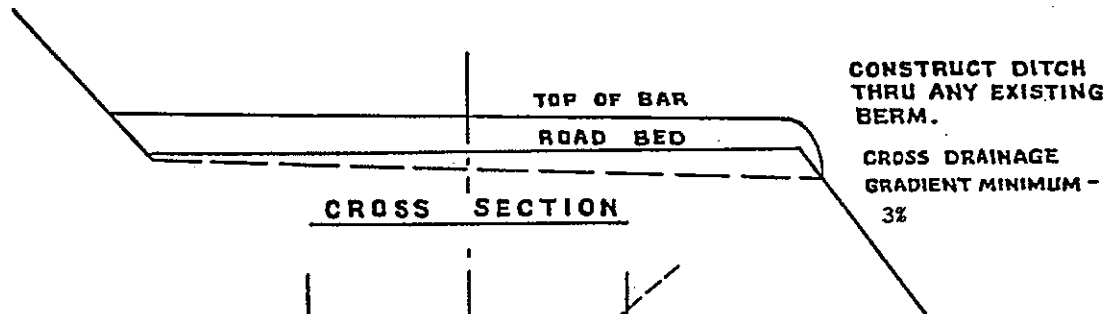 CONSTRUCT DITCH
THRU ANY EXISTING
BERM.
TOP OF BAR
ROAD BED
CROSS DRAINAGE
GRADIENT MINIMUM -
3%
CROSS SECTION